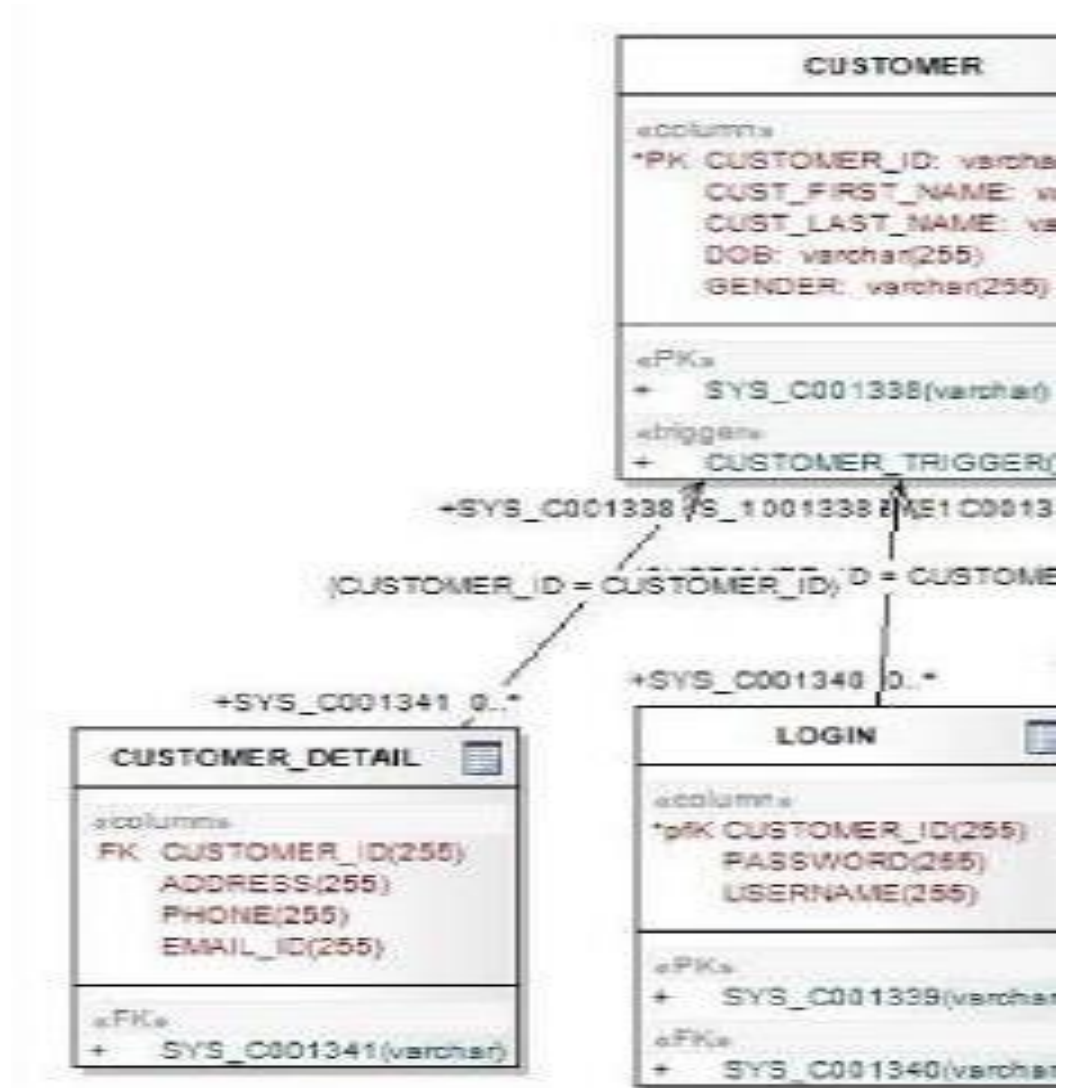 CUSTOMER
«column»
*PK CUSTOMER_ID: varcha
CUST_FIRST_NAME: va
CUST_LAST_NAME: va
DOB: varchar(255)
GENDER: varchar(255)
«PK»
+ SYS_C001338(varchar)
«trigger»
+ CUSTOMER_TRIGGER(
+SYS_C001338
(CUSTOMER_ID = CUSTOMER_ID)
D = CUSTOME
+SYS_C001341 0..*
+SYS_C001340 0..*
CUSTOMER_DETAIL
«column»
FK CUSTOMER_ID(255)
ADDRESS(255)
PHONE(255)
EMAIL_ID(255)
«FK»
+ SYS_C001341(varchar)
LOGIN
«column»
*pfK CUSTOMER_ID(255)
PASSWORD(255)
USERNAME(255)
«PK»
+ SYS_C001339(varchar
«FK»
+ SYS_C001340(varchar